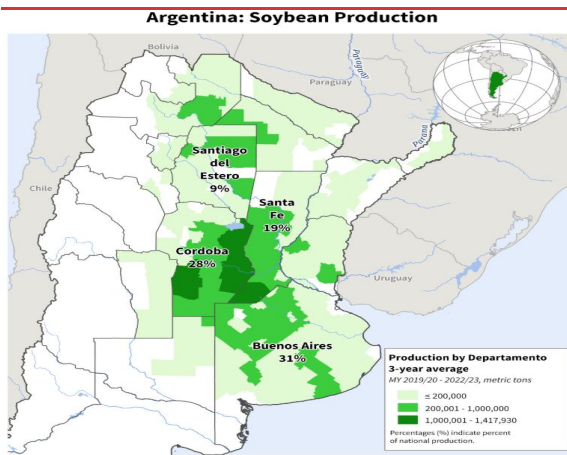 Argentina: Soybean Production
Bolivia
Paraguay
Paraguay
Parana
Chile
Uruguay
Santiago
del
Estero
9%
Santa
Fe
19%
Cordoba
28%
Buenos Aires
31%
Production by Departamento
3-year average
MY 2019/20 - 2022/23, metric tons
≤ 200,000
200,001 - 1,000,000
1,000,001 - 1,417,930
Percentages (%) indicate percent
of national production.